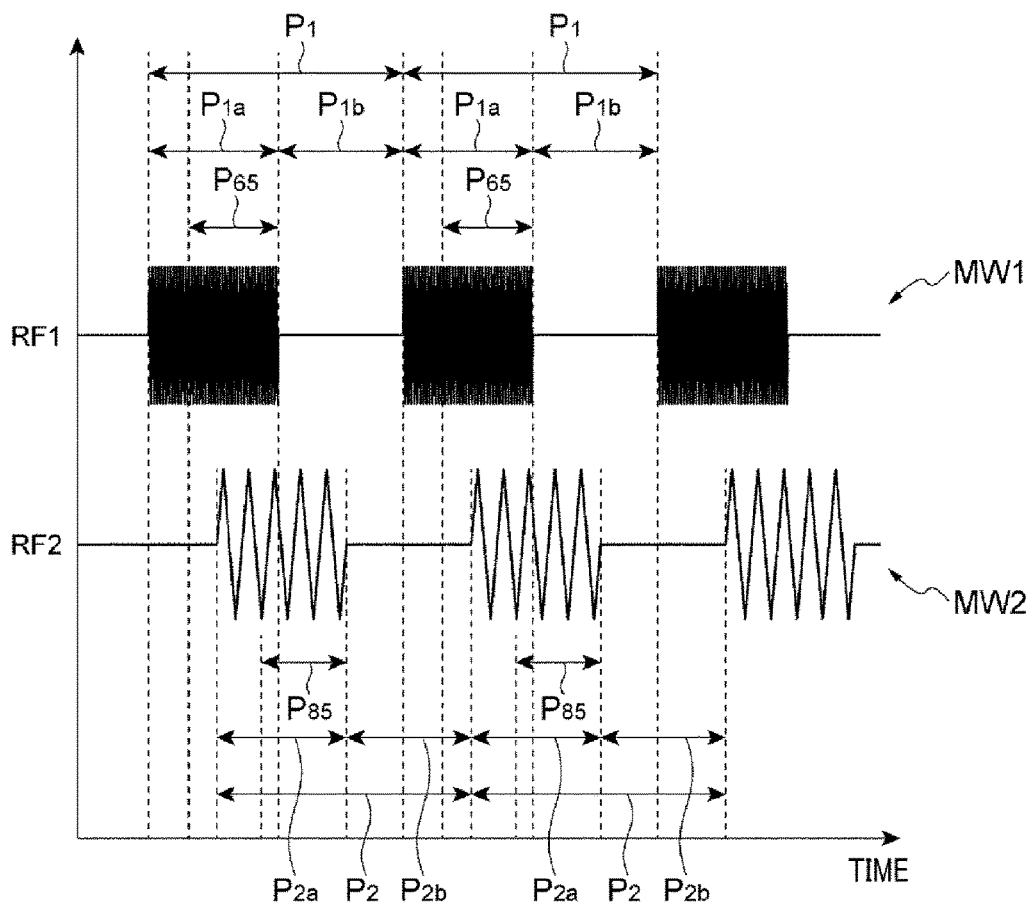 P1 P1
P1a P1b P1a P1b
P65 P65
MW1
RF1
RF2
MW2
P85 P85
TIME
P2a P2 P2b P2a P2 P2b